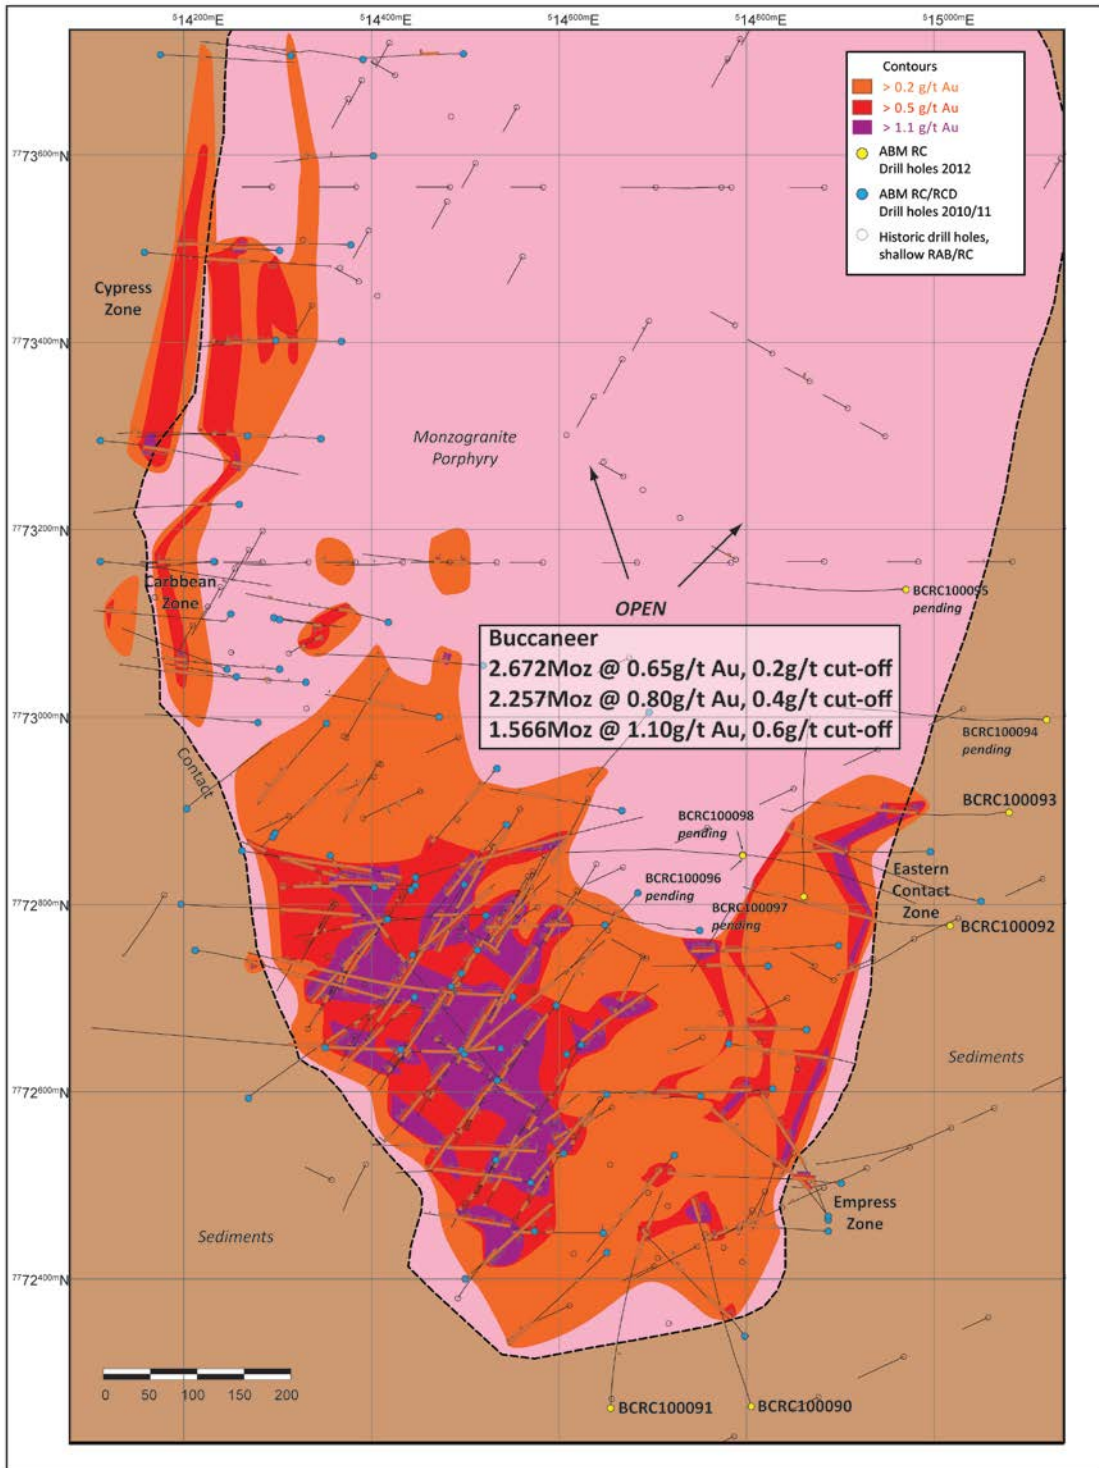 514200mE 514400mE 514600mE 514800mE 515000mE
Contours
> 0.2 g/t Au
> 0.5 g/t Au
> 1.1 g/t Au
ABM RC
Drill holes 2012
ABM RC/RCD
Drill holes 2010/11
Historic drill holes,
shallow RAB/RC
7773600mN
Cypress
Zone
7773400mN
Monzogranite
Porphyry
7773200mN
Carbbean
Zone
BCRC100095
pending
OPEN
Buccaneer
2.672Moz @ 0.65g/t Au, 0.2g/t cut-off
2.257Moz @ 0.80g/t Au, 0.4g/t cut-off
1.566Moz @ 1.10g/t Au, 0.6g/t cut-off
7773000mN
BCRC100094
pending
Contact
BCRC100093
BCRC100098
pending
BCRC100096
pending
Eastern
Contact
Zone
7772800mN
BCRC100097
pending
BCRC100092
Sediments
7772600mN
Empress
Zone
Sediments
7772400mN
0 50 100 150 200
BCRC100091
BCRC100090